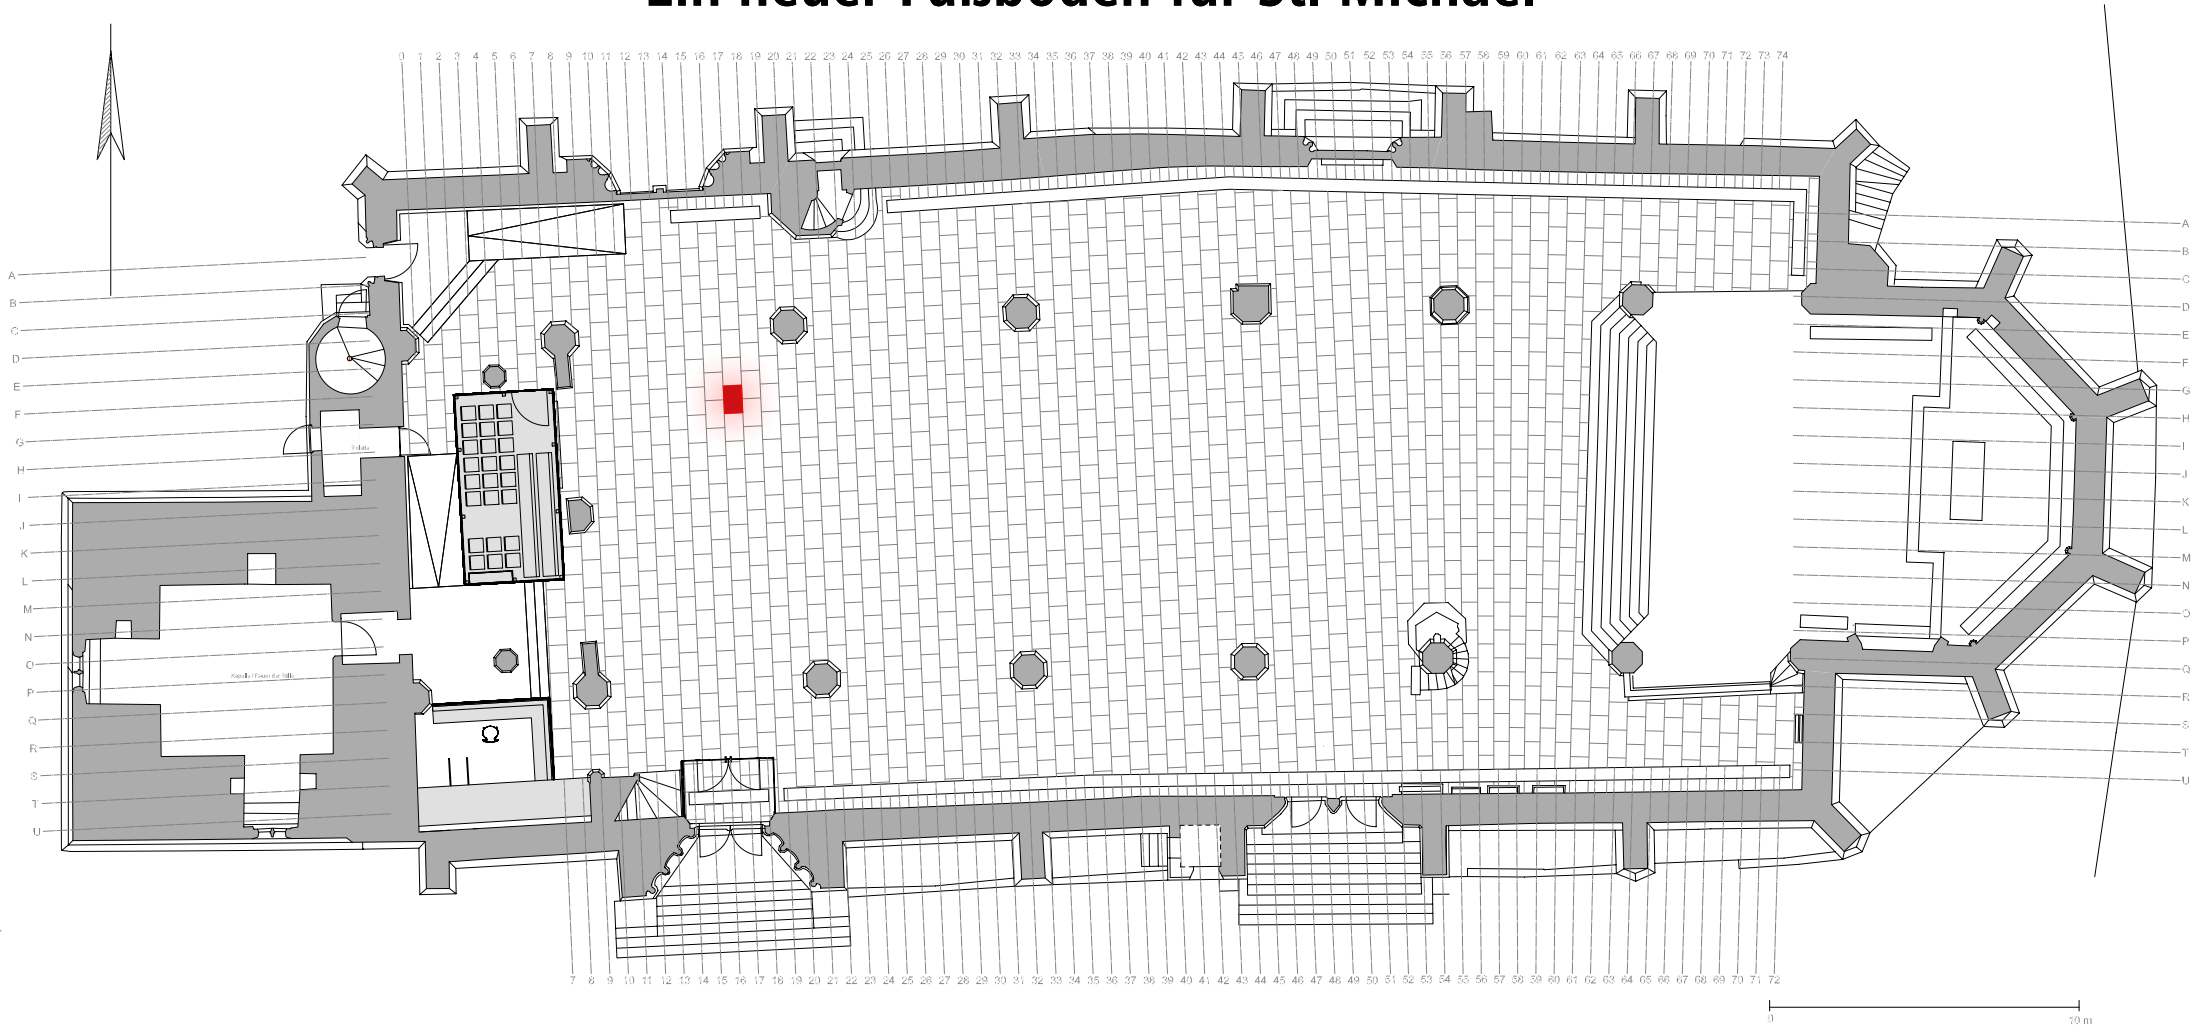 Ein neuer Fußboden für St. Michael
0 1 2 3 4 5 6 7 8 9 10 11 12 13 14 15 16 17 18 19 20 21 22 23 24 25 26 27 28 29 30 31 32 33 34 35 36 37 38 39 40 41 42 43 44 45 46 47 48 49 50 51 52 53 54 55 56 57 58 59 60 61 62 63 64 65 66 67 68 69 70 71 72 73 74
A
B
C
D
E
F
G
H
I
J
K
L
M
N
O
P
Q
R
S
T
U
Kapelle / Raum der Stille
A
B
C
D
E
F
G
H
I
J
K
L
M
N
O
P
Q
R
S
T
U
7 8 9 10 11 12 13 14 15 16 17 18 19 20 21 22 23 24 25 26 27 28 29 30 31 32 33 34 35 36 37 38 39 40 41 42 43 44 45 46 47 48 49 50 51 52 53 54 55 56 57 58 59 60 61 62 63 64 65 66 67 68 69 70 71 72
0 10 m